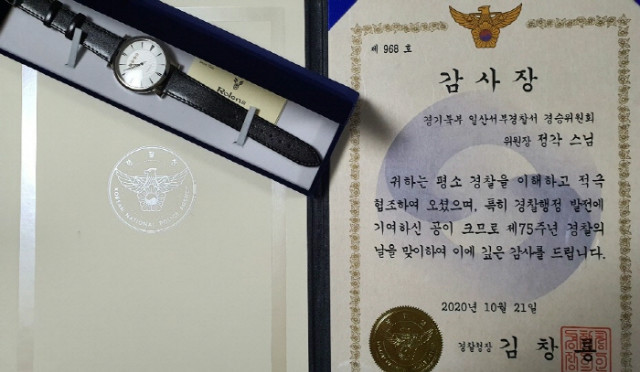 Rolens
제 968 호
감 사 장
경기북부 일산서부경찰서 경승위원회
위원장 정각 스님
귀하는 평소 경찰을 이해하고 적극
협조하여 오셨으며, 특히 경찰행정 발전에
기여하신 공이 크므로 제75주년 경찰의
날을 맞이하여 이에 깊은 감사를 드립니다.
2020년 10월 21일
경찰청장 김 창 룡